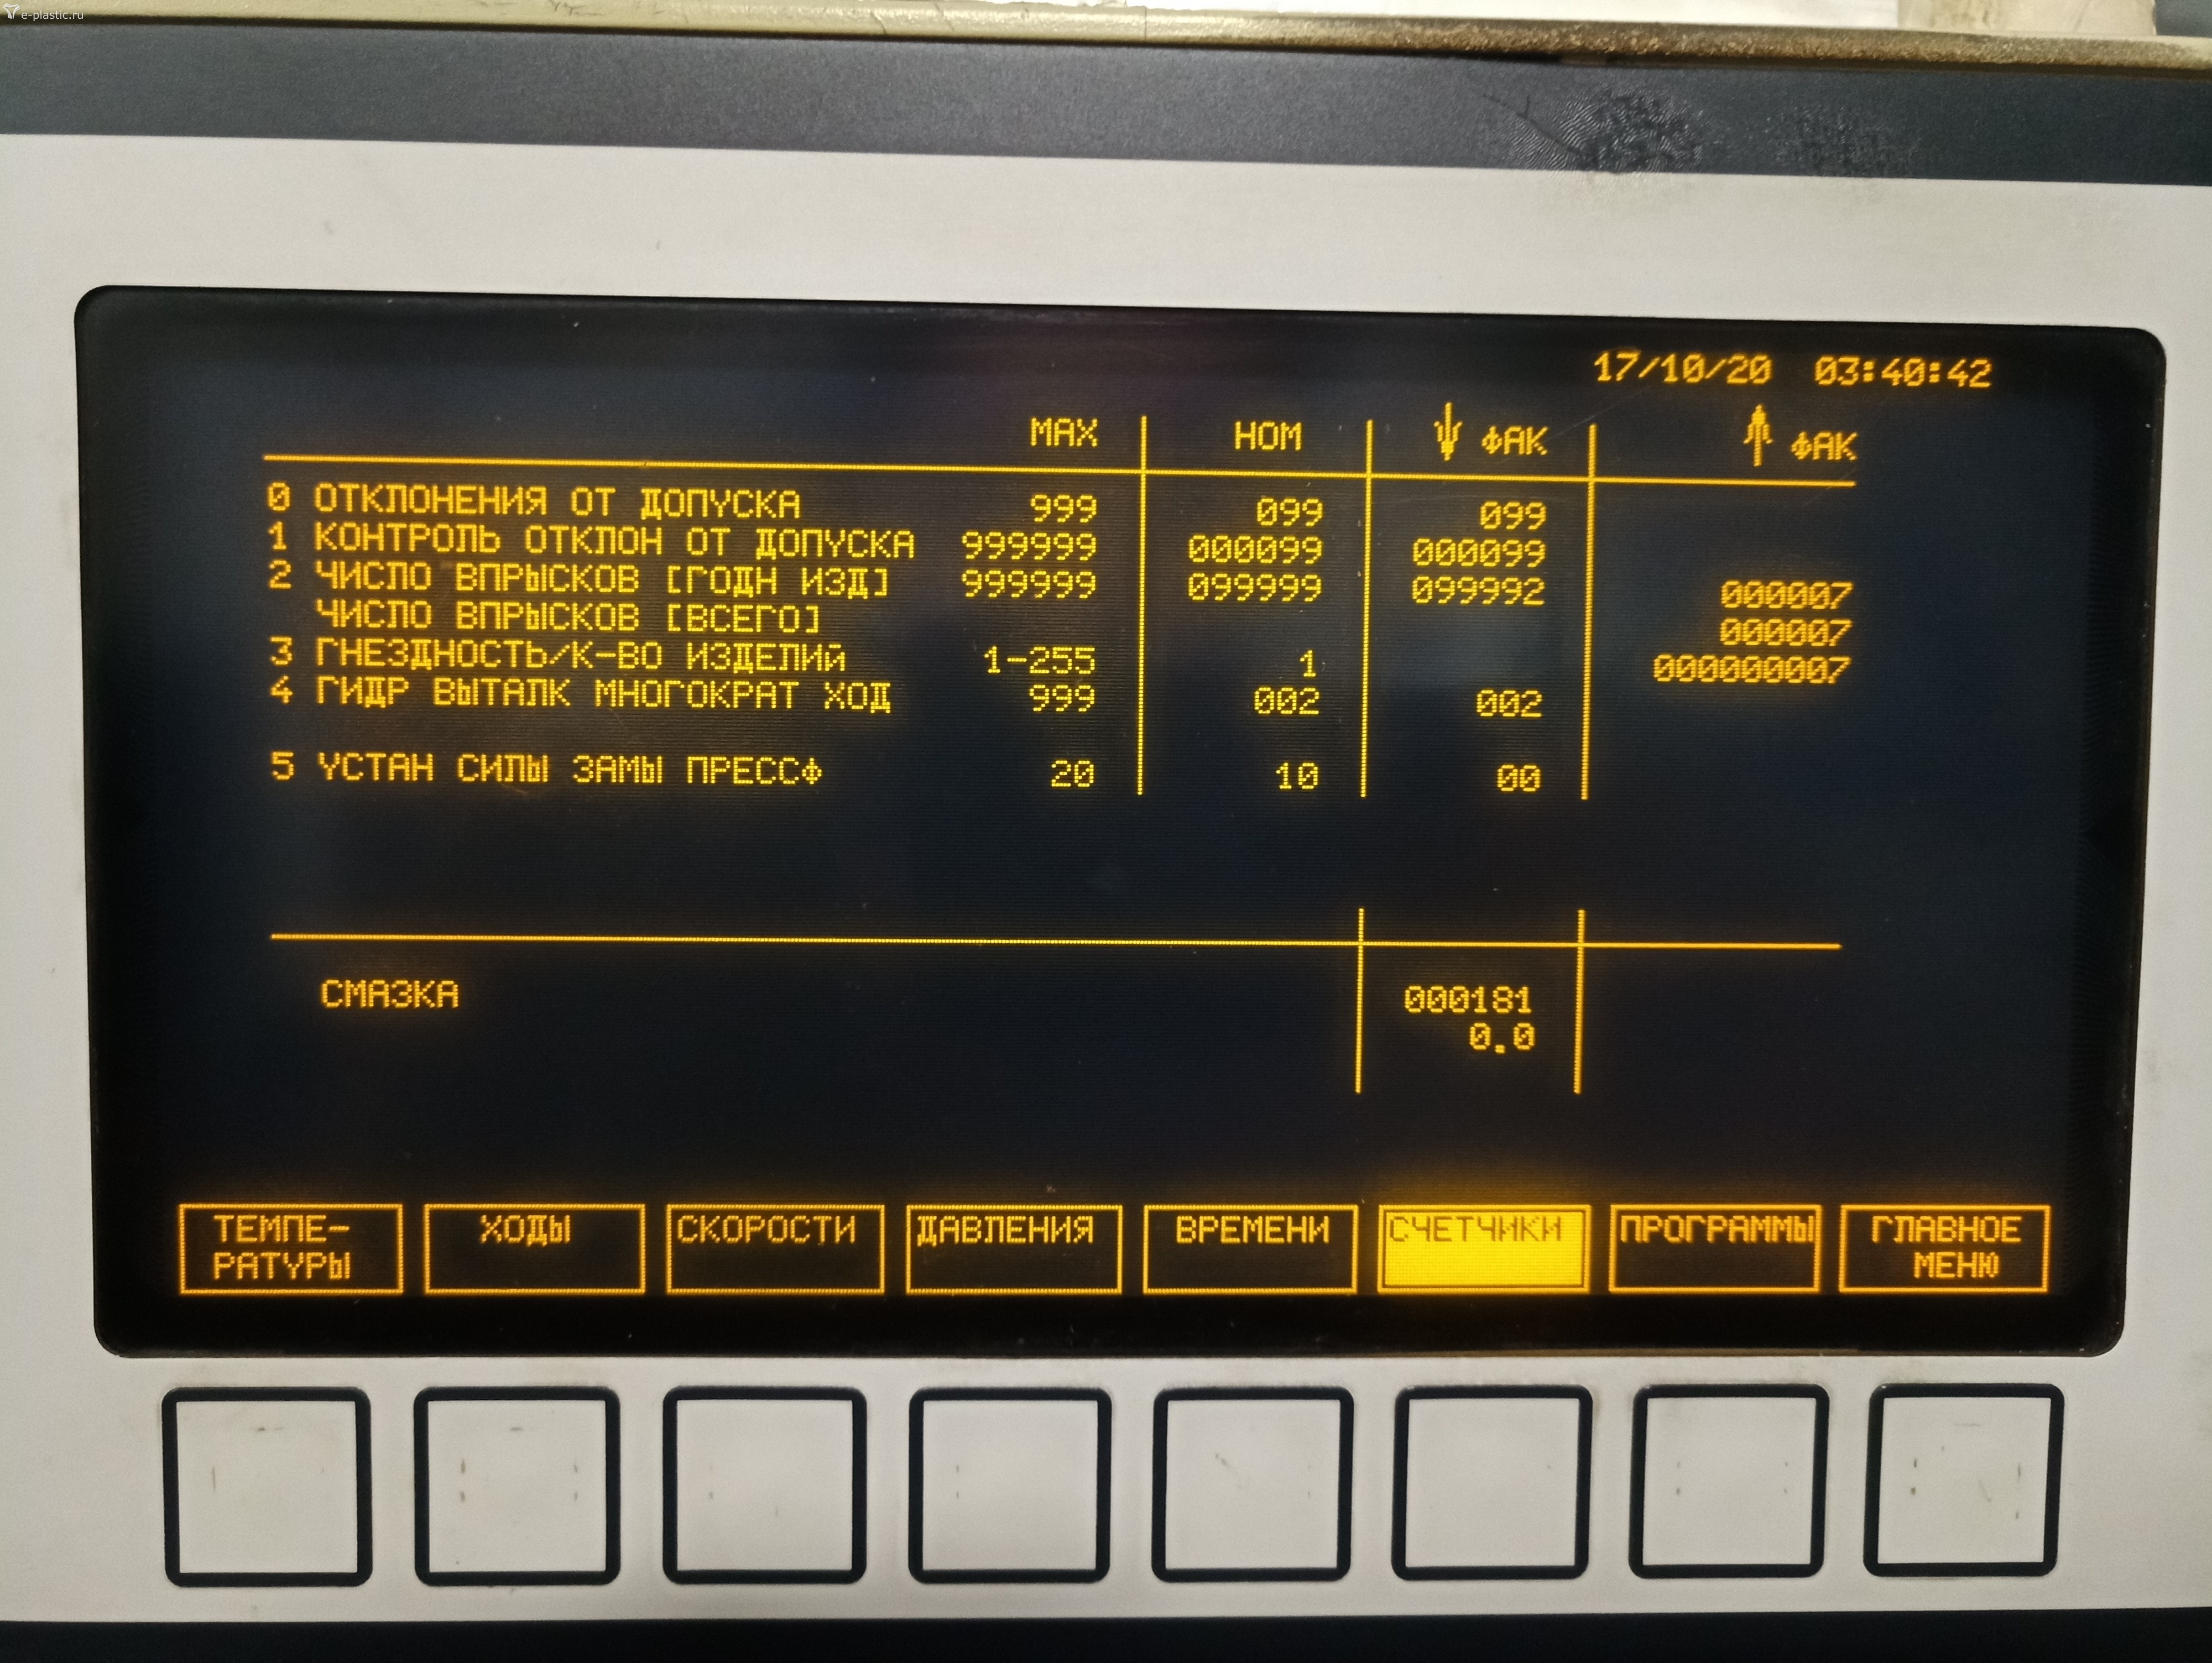 e-plastic.ru
17/10/20 03:40:42
МАХ НОМ ↓ ФАК ↑ ФАК
0 ОТКЛОНЕНИЯ ОТ ДОПУСКА 999 099 099
1 КОНТРОЛЬ ОТКЛОН ОТ ДОПУСКА 999999 000099 000099
2 ЧИСЛО ВПРЫСКОВ [ГОДН ИЗД] 999999 099999 099992 000007
ЧИСЛО ВПРЫСКОВ [ВСЕГО] 000007
3 ГНЕЗДНОСТЬ/К-ВО ИЗДЕЛИЙ 1-255 1 000000007
4 ГИДР ВЫТАЛК МНОГОКРАТ ХОД 999 002 002
5 УСТАН СИЛЫ ЗАМЫ ПРЕССФ 20 10 00
СМАЗКА 000181
0.0
ТЕМПЕ-
РАТУРЫ
ХОДЫ
СКОРОСТИ
ДАВЛЕНИЯ
ВРЕМЕНИ
СЧЕТЧИКИ
ПРОГРАММЫ
ГЛАВНОЕ
МЕНЮ